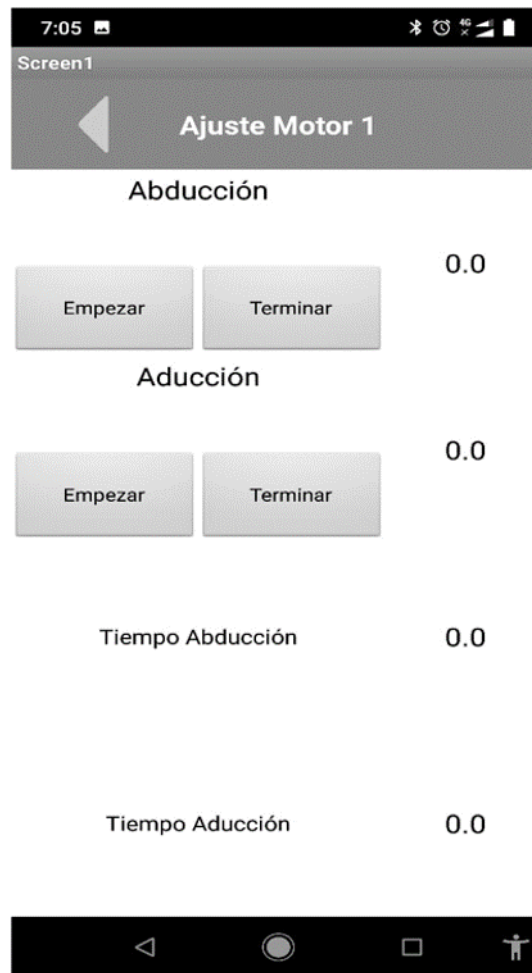 7:05 4G
Screen1
Ajuste Motor 1
Abducción
0.0
Empezar Terminar
Aducción
0.0
Empezar Terminar
Tiempo Abducción 0.0
Tiempo Aducción 0.0